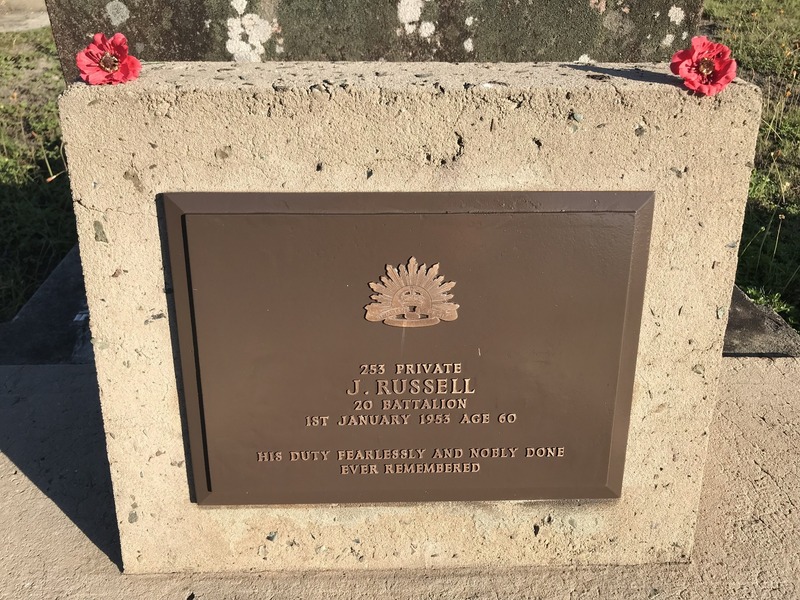 253 PRIVATE
J. RUSSELL
20 BATTALION
1ST JANUARY 1953 AGE 60
HIS DUTY FEARLESSLY AND NOBLY DONE
EVER REMEMBERED